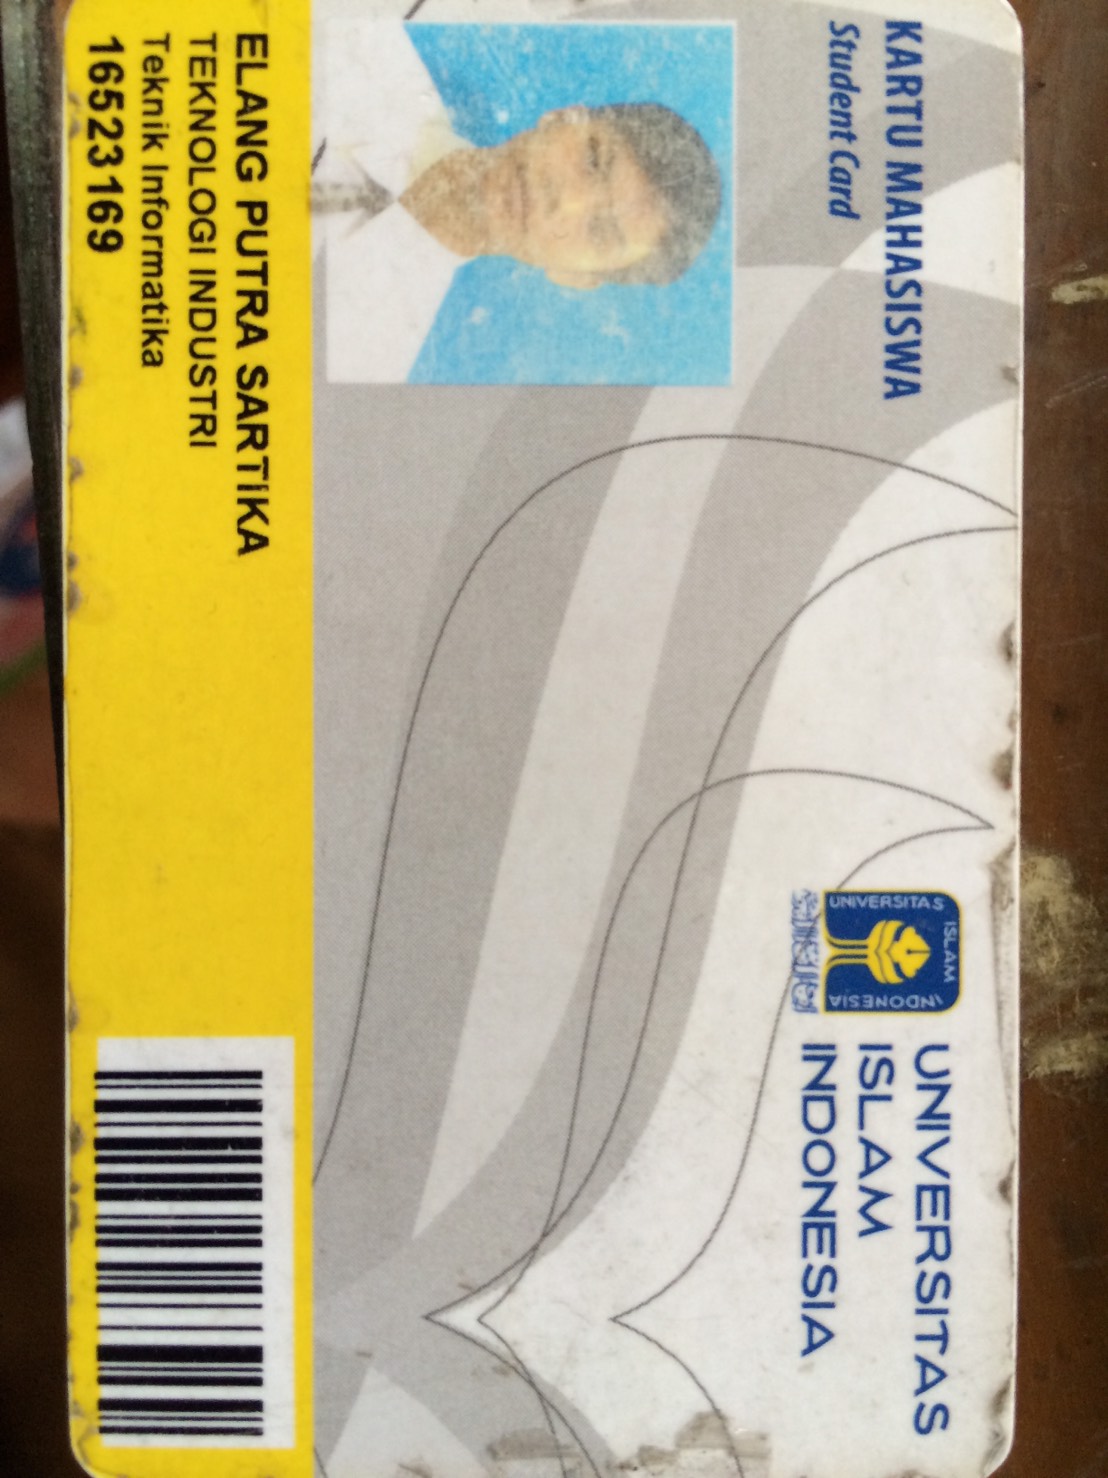 KARTU MAHASISWA
Student Card
UNIVERSITAS
ISLAM
INDONESIA
UNIVERSITAS
ISLAM
INDONESIA
ELANG PUTRA SARTIKA
TEKNOLOGI INDUSTRI
Teknik Informatika
16523169